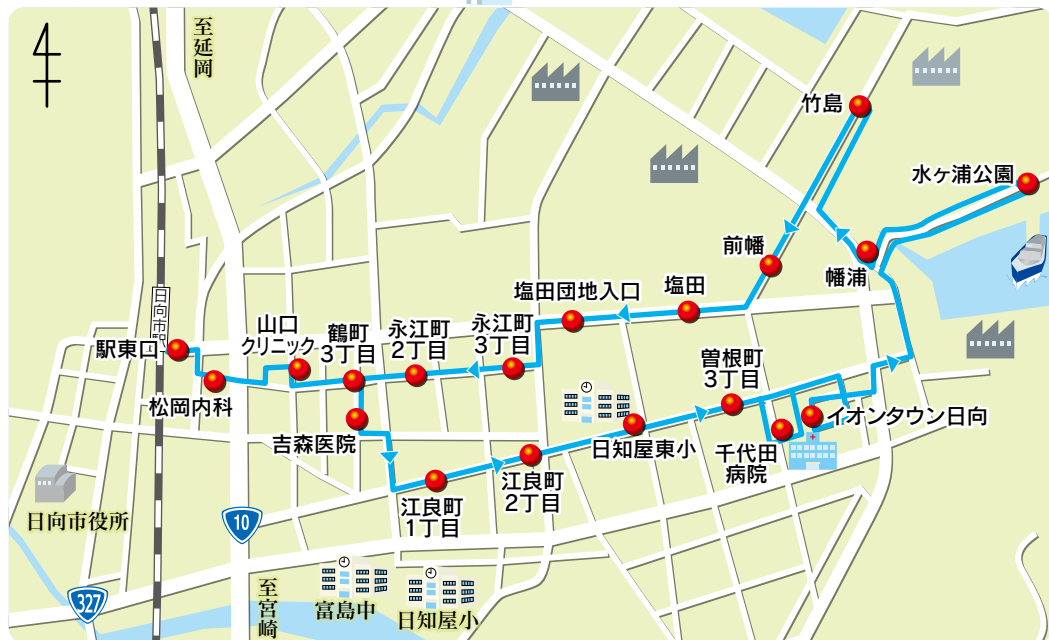 至延岡
竹島
水ヶ浦公園
前幡
幡浦
塩田団地入口
塩田
日向市駅
駅東口
山口
クリニック
鶴町
3丁目
永江町
2丁目
永江町
3丁目
曽根町
3丁目
松岡内科
吉森医院
日知屋東小
イオンタウン日向
千代田
病院
江良町
1丁目
江良町
2丁目
日向市役所
10
327
至宮崎
富島中
日知屋小